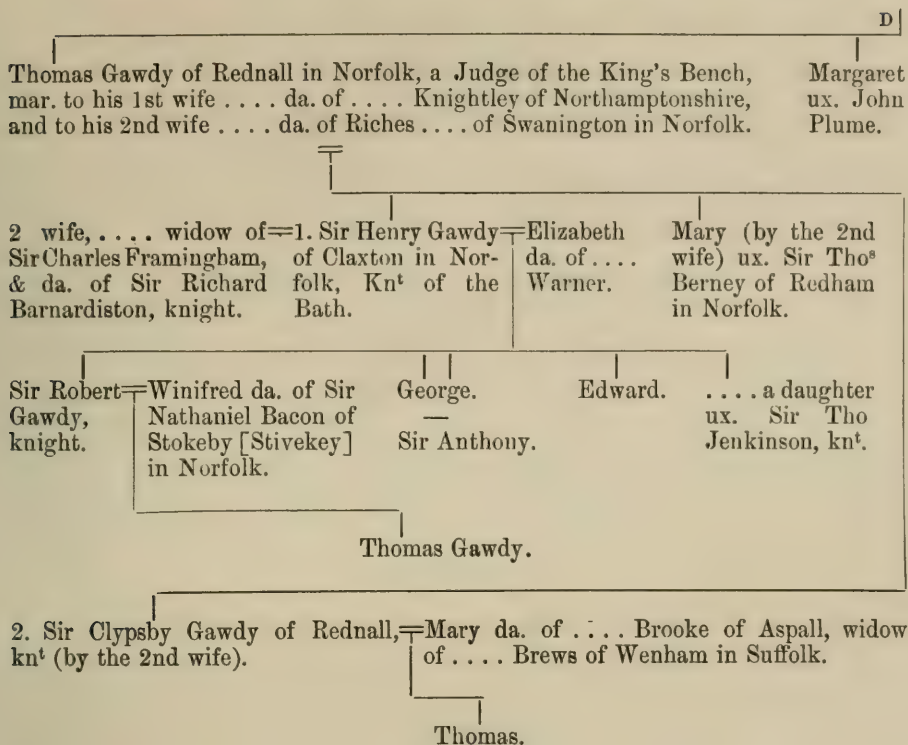 D
Thomas Gawdy of Rednall in Norfolk, a Judge of the King's Bench,
mar. to his 1st wife . . . . da. of . . . . Knightley of Northamptonshire,
and to his 2nd wife . . . . da. of Riches . . . . of Swanington in Norfolk.
Margaret
ux. John
Plume.
2 wife, . . . . widow of
Sir Charles Framingham,
& da. of Sir Richard
Barnardiston, knight.
1. Sir Henry Gawdy
of Claxton in Nor-
folk, Knᵗ of the
Bath.
Elizabeth
da. of . . . .
Warner.
Mary (by the 2nd
wife) ux. Sir Thoˢ
Berney of Redham
in Norfolk.
Sir Robert
Gawdy,
knight.
Winifred da. of Sir
Nathaniel Bacon of
Stokeby [Stivekey]
in Norfolk.
George.
—
Sir Anthony.
Edward.
. . . . a daughter
ux. Sir Tho
Jenkinson, knᵗ.
Thomas Gawdy.
2. Sir Clypsby Gawdy of Rednall,
knᵗ (by the 2nd wife).
Mary da. of . . . . Brooke of Aspall, widow
of . . . . Brews of Wenham in Suffolk.
Thomas.